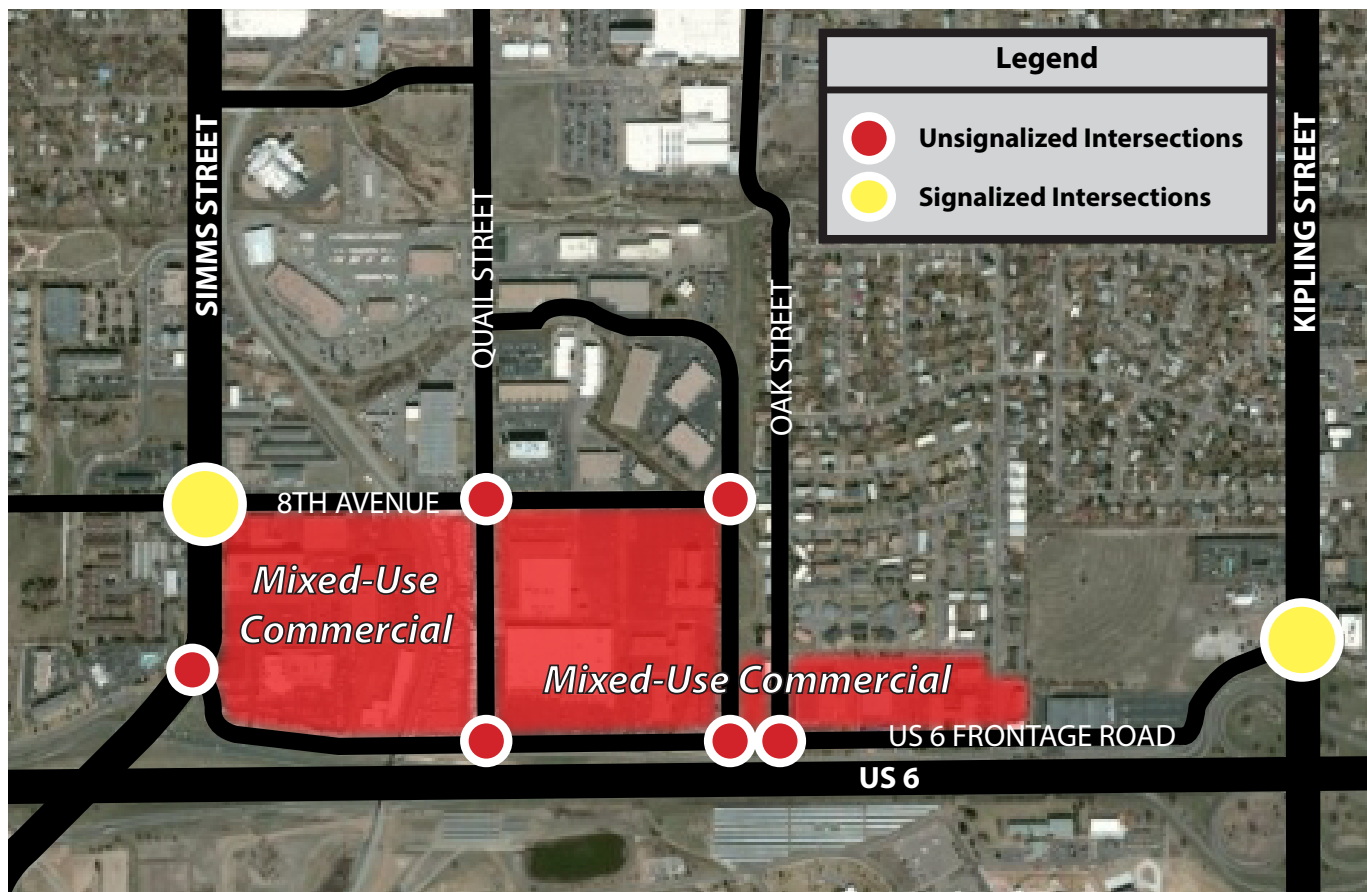 Legend
Unsignalized Intersections
Signalized Intersections
SIMMS STREET
QUAIL STREET
OAK STREET
KIPLING STREET
8TH AVENUE
Mixed-Use
Commercial
Mixed-Use Commercial
US 6 FRONTAGE ROAD
US 6